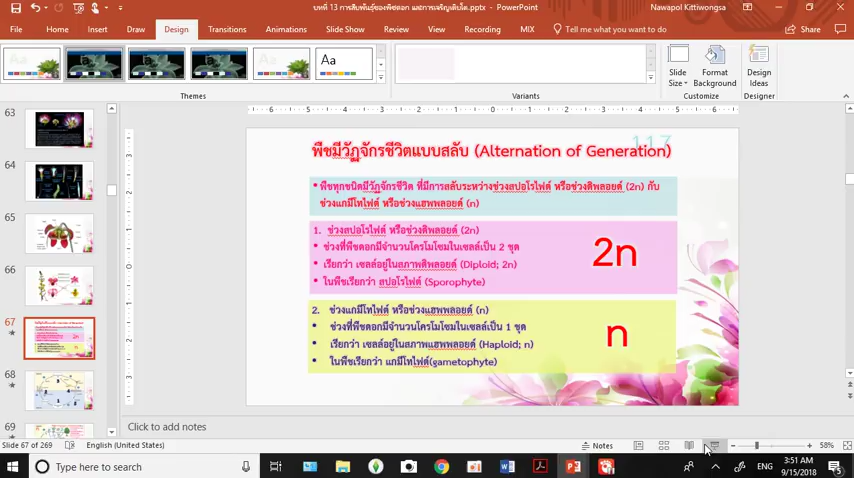 บทที่ 13 การสืบพันธุ์ของพืชดอก และการเจริญเติบโต.pptx - PowerPoint
Nawapol Kittiwongsa
File Home Insert Draw Design Transitions Animations Slide Show Review View Recording MIX Tell me what you want to do Share
Aa
Aa
Slide Size
Format Background
Design Ideas
Themes
Variants
Customize
Designer
63
64
65
66
67
68
69
117
พืชมีวัฏจักรชีวิตแบบสลับ (Alternation of Generation)
•พืชทุกชนิดมีวัฏจักรชีวิต ที่มีการสลับระหว่างช่วงสปอโรไฟต์ หรือช่วงดิพลอยด์ (2n) กับ
ช่วงแกมีโทไฟต์ หรือช่วงแฮพพลอยด์ (n)
1. ช่วงสปอโรไฟต์ หรือช่วงดิพลอยด์ (2n)
• ช่วงที่พืชดอกมีจำนวนโครโมโซมในเซลล์เป็น 2 ชุด
• เรียกว่า เซลล์อยู่ในสภาพดิพลอยด์ (Diploid; 2n)
• ในพืชเรียกว่า สปอโรไฟต์ (Sporophyte)
2n
2. ช่วงแกมีโทไฟต์ หรือช่วงแฮพพลอยด์ (n)
• ช่วงที่พืชดอกมีจำนวนโครโมโซมในเซลล์เป็น 1 ชุด
• เรียกว่า เซลล์อยู่ในสภาพแฮพพลอยด์ (Haploid; n)
• ในพืชเรียกว่า แกมีโทไฟต์(gametophyte)
n
Click to add notes
Slide 67 of 269 English (United States) Notes 58%
Type here to search
ENG
3:51 AM
9/15/2018